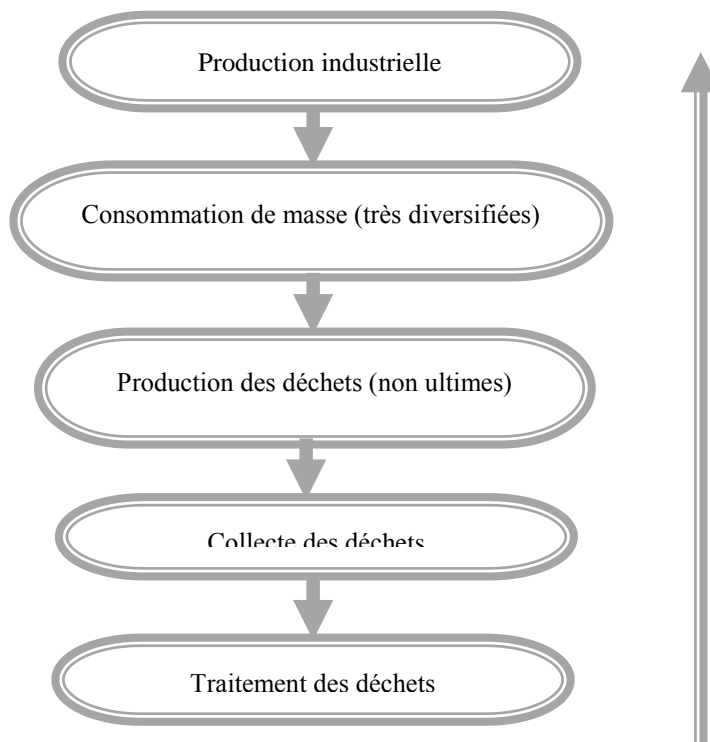 Production industrielle
Consommation de masse (très diversifiées)
Production des déchets (non ultimes)
Collecte des déchets
Traitement des déchets